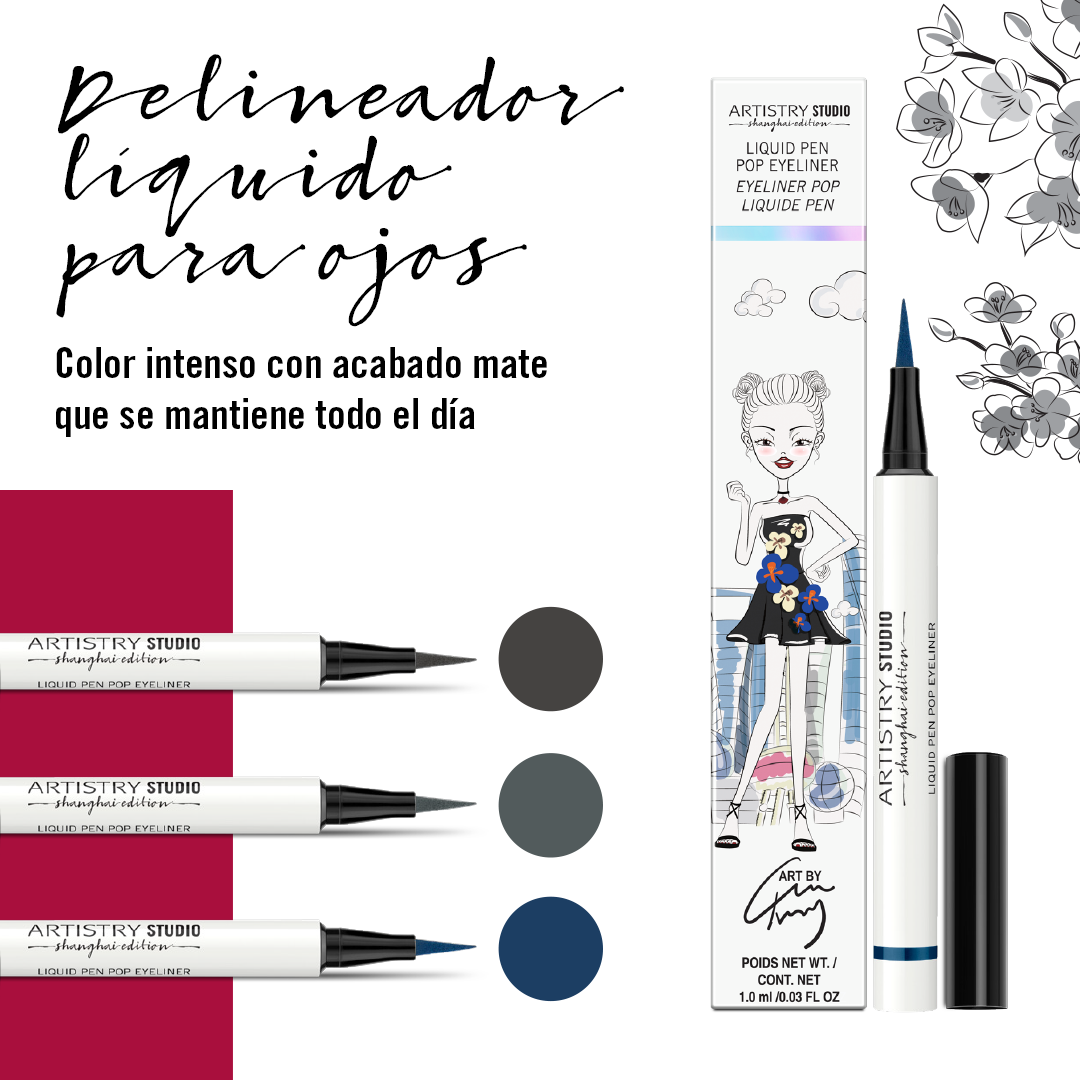 Delineador
líquido
para ojos
Color intenso con acabado mate
que se mantiene todo el día
ARTISTRY STUDIO
shanghai edition
LIQUID PEN POP EYELINER
ARTISTRY STUDIO
shanghai edition
LIQUID PEN POP EYELINER
ARTISTRY STUDIO
shanghai edition
LIQUID PEN POP EYELINER
ARTISTRY STUDIO
shanghai edition
LIQUID PEN
POP EYELINER
EYELINER POP
LIQUIDE PEN
ART BY
POIDS NET WT. /
CONT. NET
1.0 ml /0.03 FL OZ
ARTISTRY STUDIO
shanghai edition
LIQUID PEN POP EYELINER